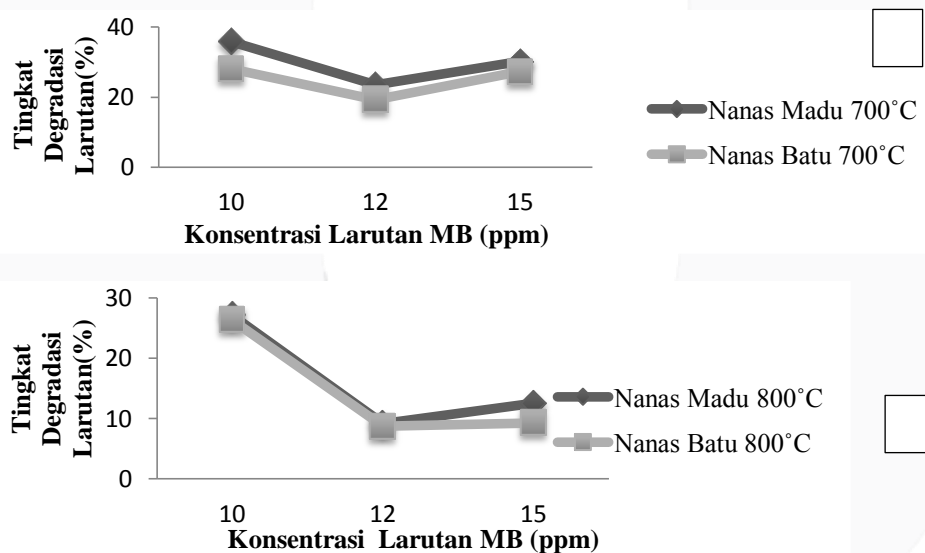 Tingkat
Degradasi
Larutan(%)
40
20
0
10
12
15
Konsentrasi Larutan MB (ppm)
Nanas Madu 700˚C
Nanas Batu 700˚C
Tingkat
Degradasi
Larutan(%)
30
20
10
0
10
12
15
Konsentrasi Larutan MB (ppm)
Nanas Madu 800˚C
Nanas Batu 800˚C